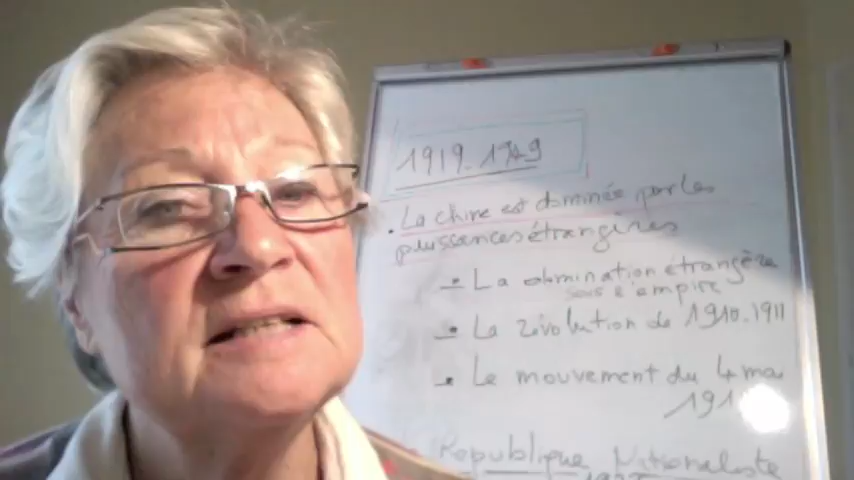 1919-1949
. La chine est dominée par les
puissances étrangères
- La domination étrangère
sous l'empire
- La révolution de 1910-1911
- Le mouvement du 4 mai
République Nationaliste